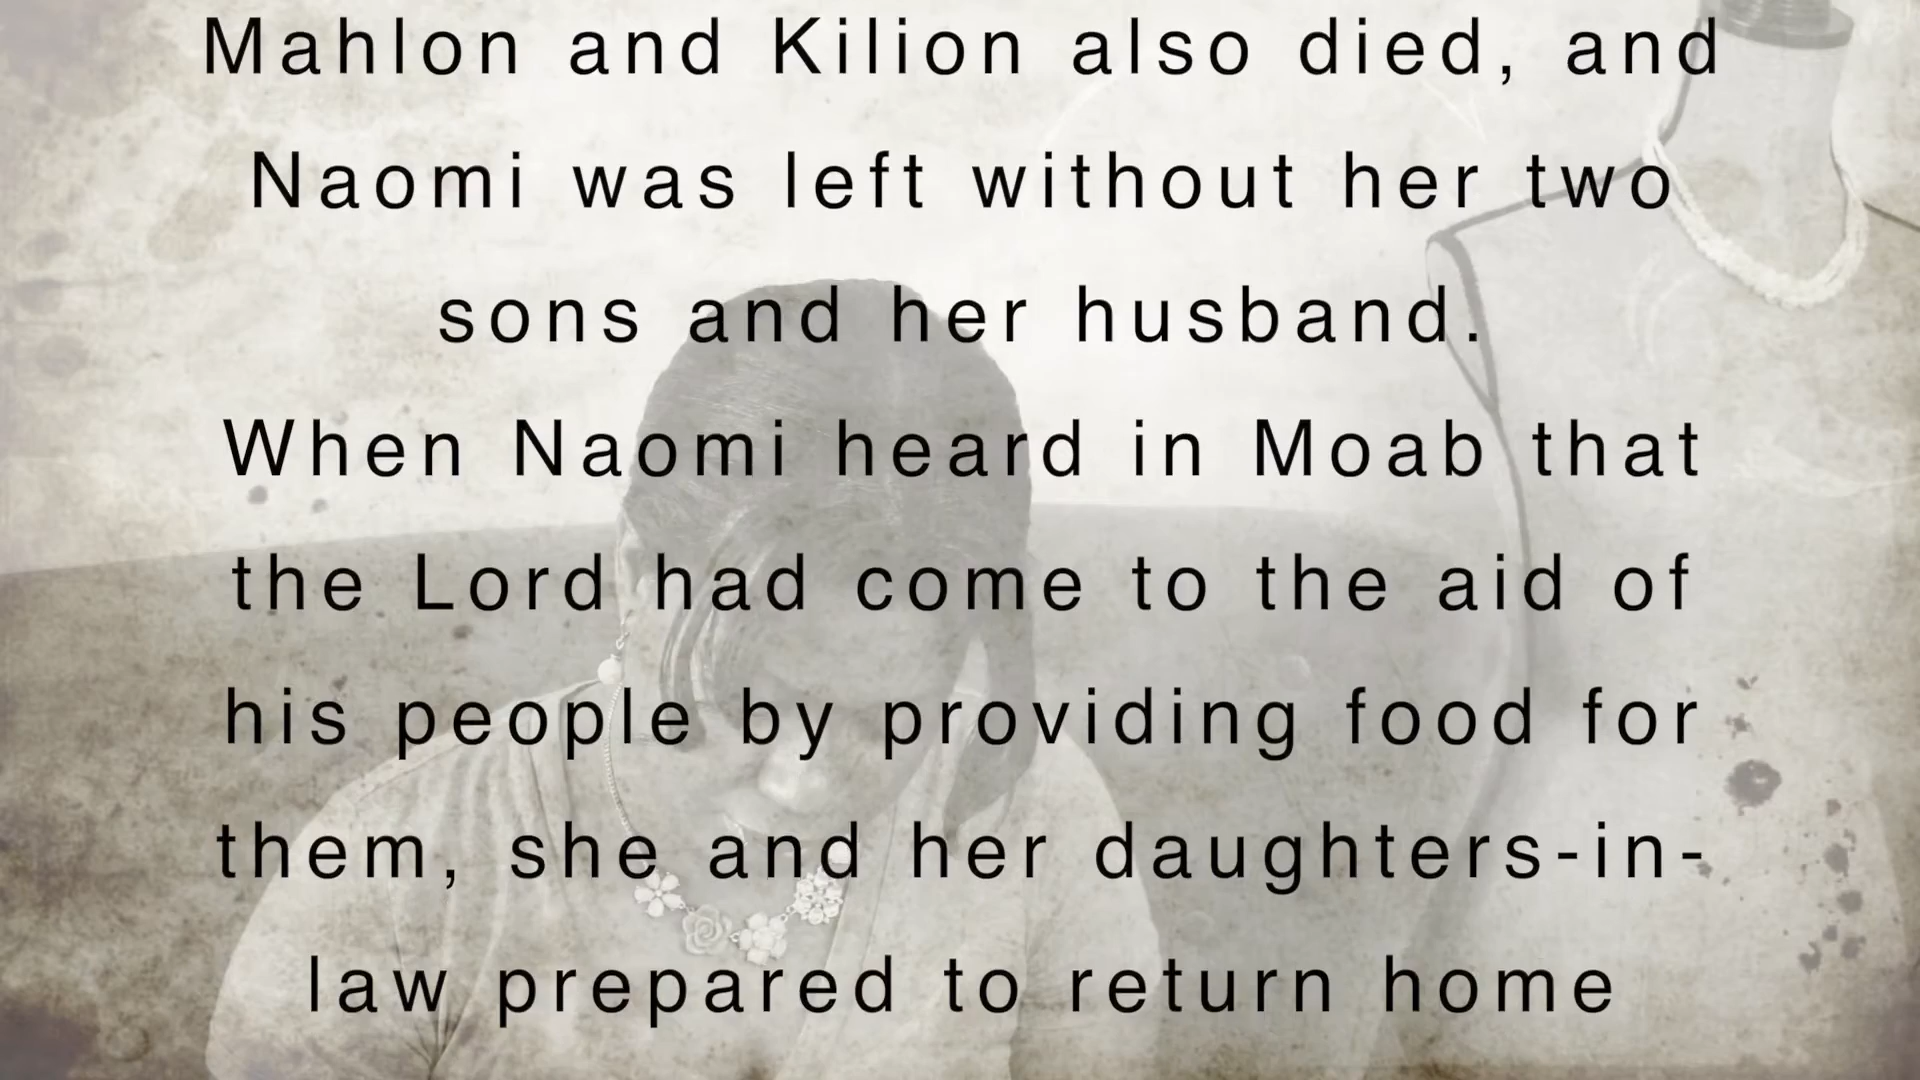 Mahlon and Kilion also died, and
Naomi was left without her two
sons and her husband.
When Naomi heard in Moab that
the Lord had come to the aid of
his people by providing food for
them, she and her daughters-in-
law prepared to return home